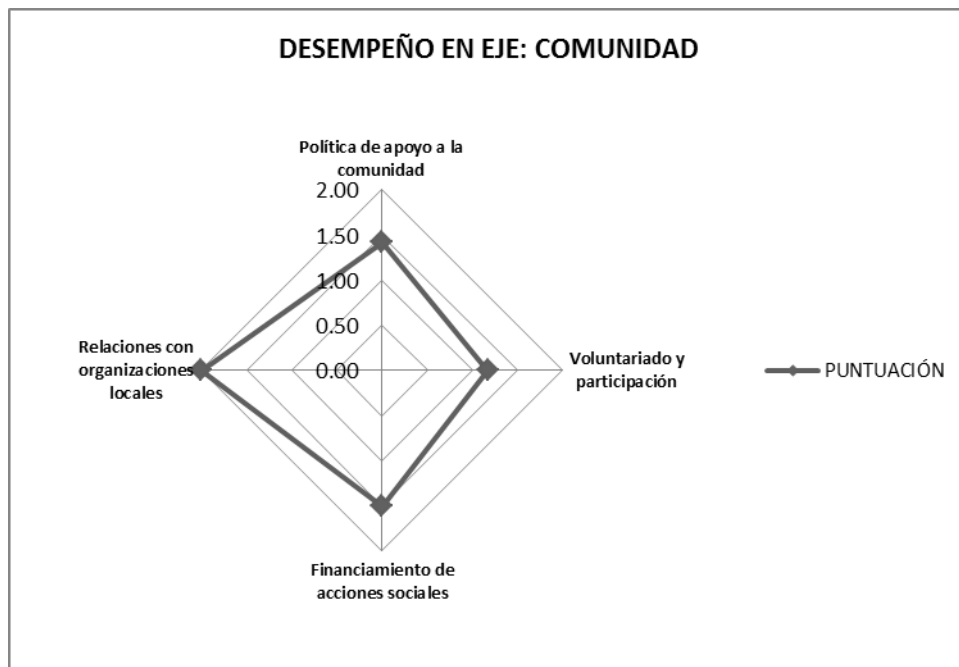 DESEMPEÑO EN EJE: COMUNIDAD
Política de apoyo a la
comunidad
2.00
1.50
1.00
0.50
0.00
Relaciones con
organizaciones
locales
Voluntariado y
participación
PUNTUACIÓN
Financiamiento de
acciones sociales